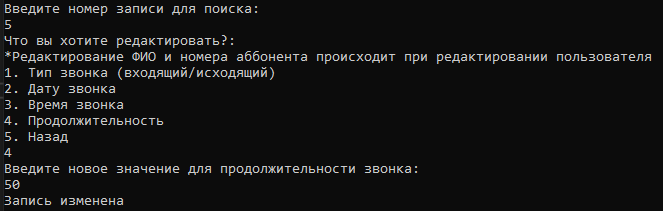 Введите номер записи для поиска:
5
Что вы хотите редактировать?:
*Редактирование ФИО и номера аббонента происходит при редактировании пользователя
1. Тип звонка (входящий/исходящий)
2. Дату звонка
3. Время звонка
4. Продолжительность
5. Назад
4
Введите новое значение для продолжительности звонка:
50
Запись изменена